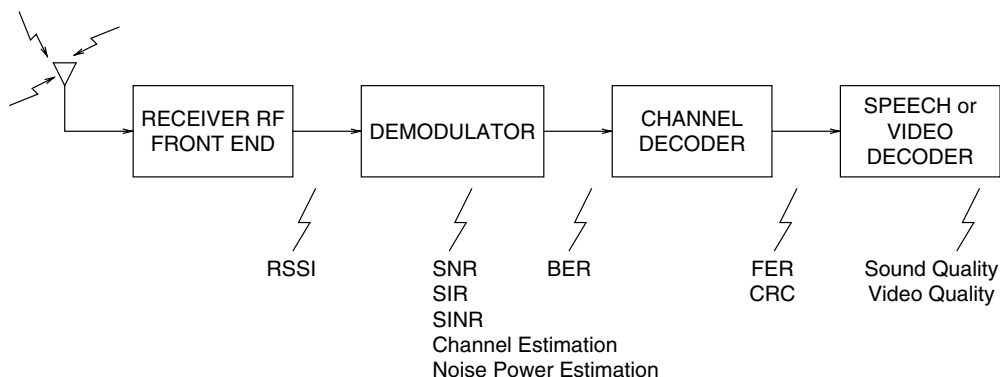 RECEIVER RF
FRONT END
DEMODULATOR
CHANNEL
DECODER
SPEECH or
VIDEO
DECODER
RSSI
SNR
SIR
SINR
Channel Estimation
Noise Power Estimation
BER
FER
CRC
Sound Quality
Video Quality